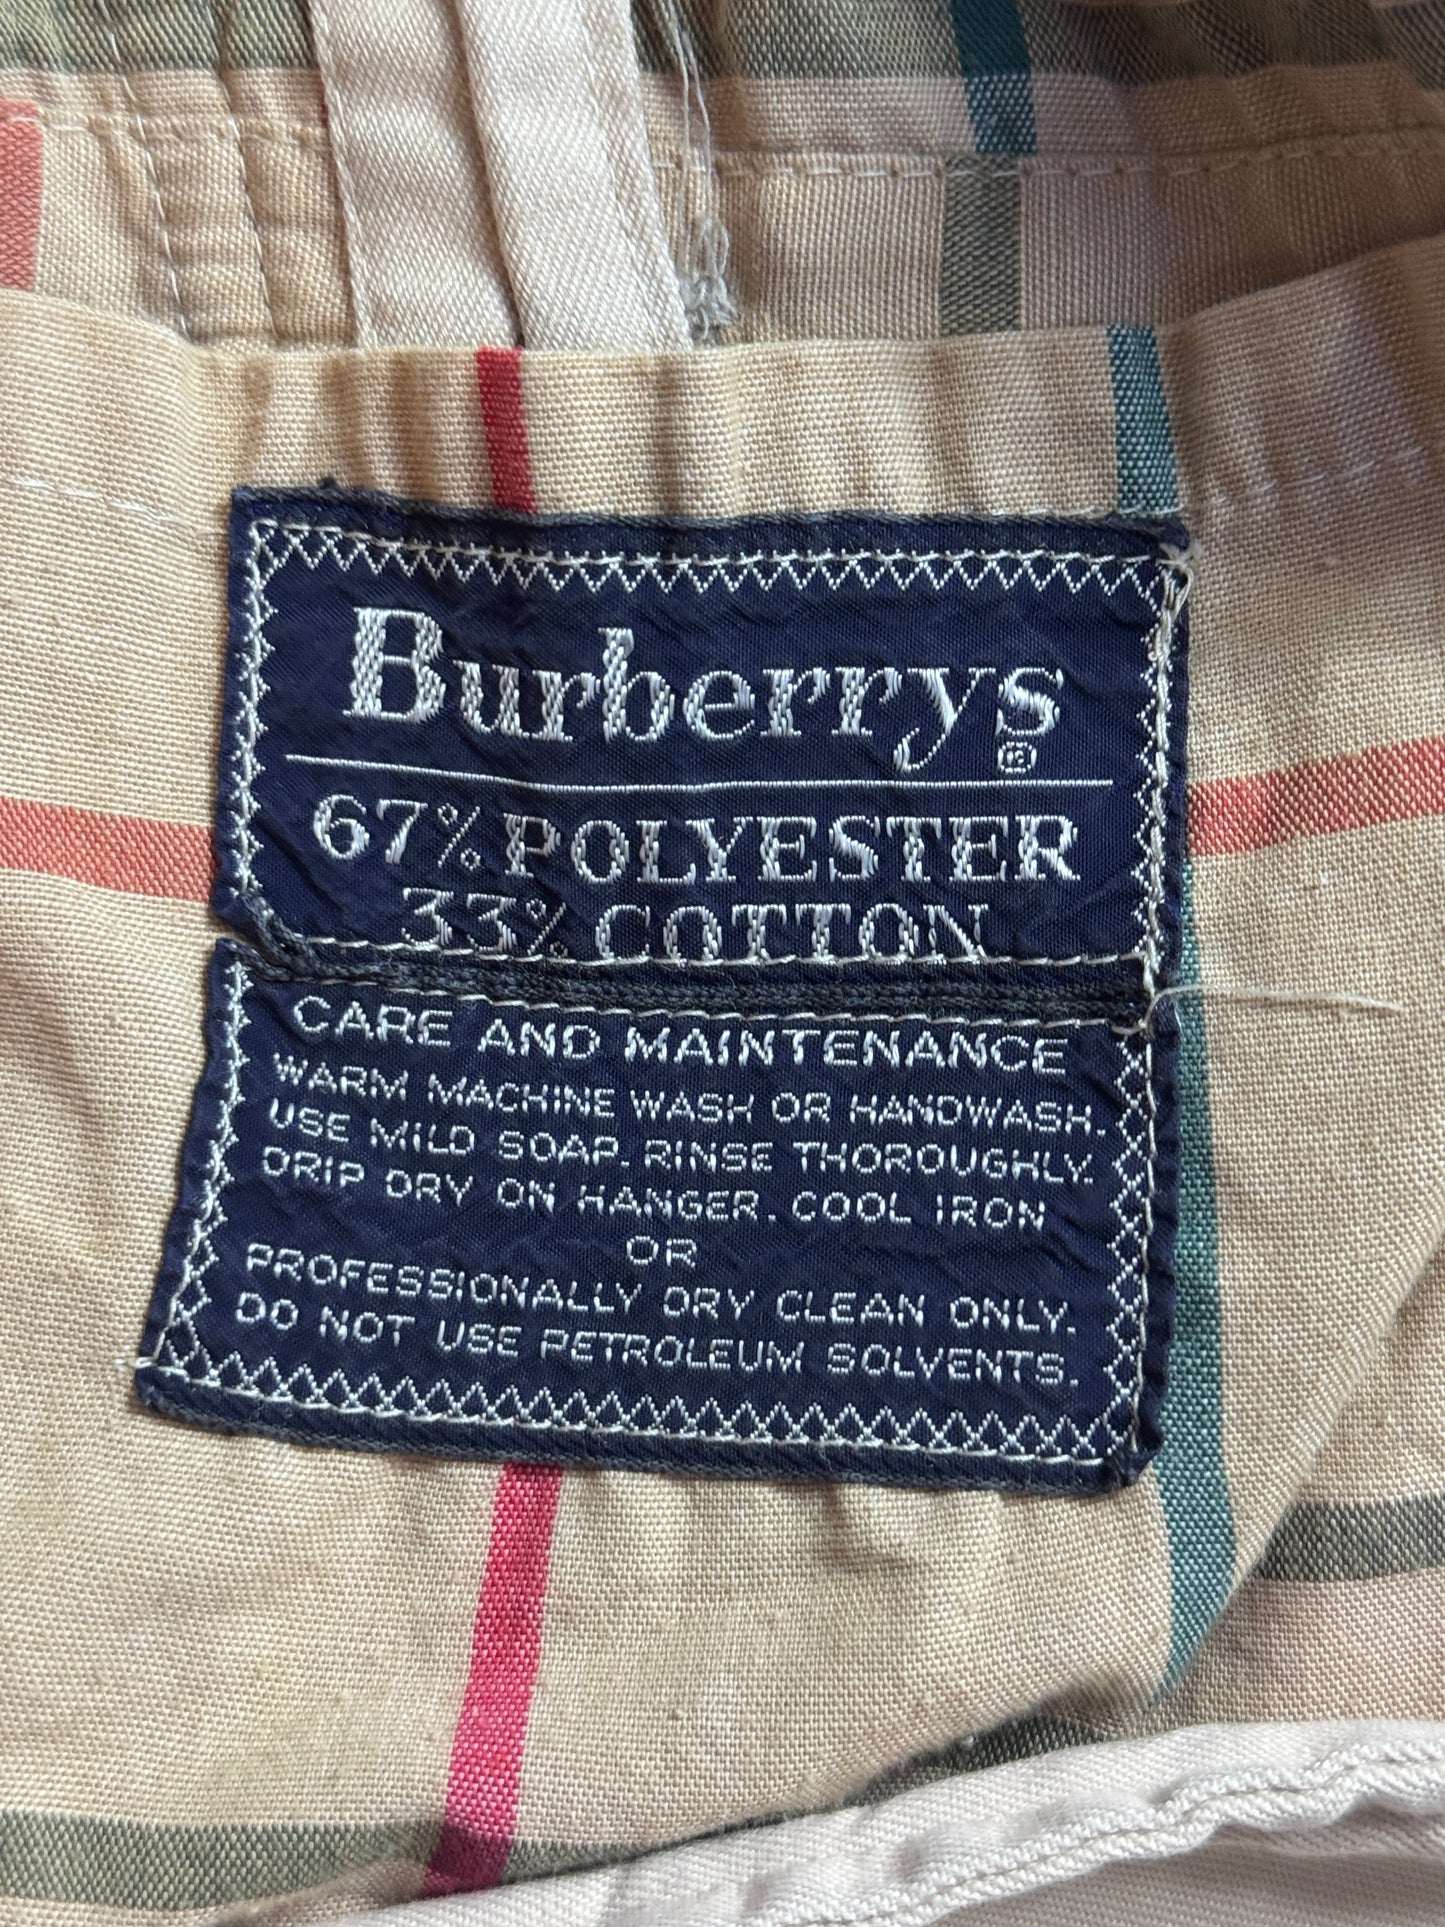 Burberrys®
67% POLYESTER
33% COTTON
CARE AND MAINTENANCE
WARM MACHINE WASH OR HANDWASH.
USE MILD SOAP. RINSE THOROUGHLY.
DRIP DRY ON HANGER. COOL IRON
OR
PROFESSIONALLY DRY CLEAN ONLY.
DO NOT USE PETROLEUM SOLVENTS.